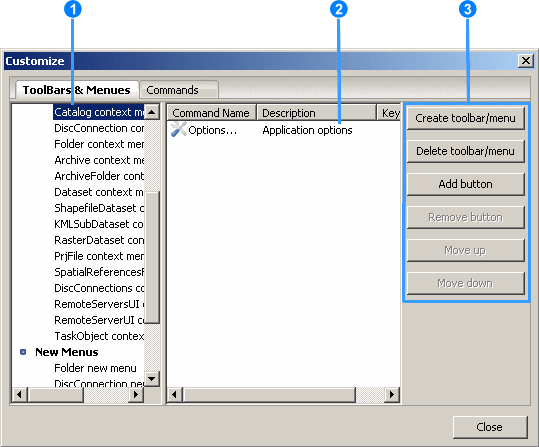 1 2 3
Customize
ToolBars & Menues Commands
Catalog context me
DiscConnection con
Folder context men
Archive context me
ArchiveFolder cont
Dataset context m
ShapefileDataset c
KMLSubDataset co
RasterDataset con
PrjFile context mer
SpatialReferencesF
DiscConnections co
RemoteServersUI c
RemoteServerUI co
TaskObject contex
New Menus
Folder new menu
DiscConnection new
Command Name Description Key
Options... Application options
Create toolbar/menu
Delete toolbar/menu
Add button
Remove button
Move up
Move down
Close